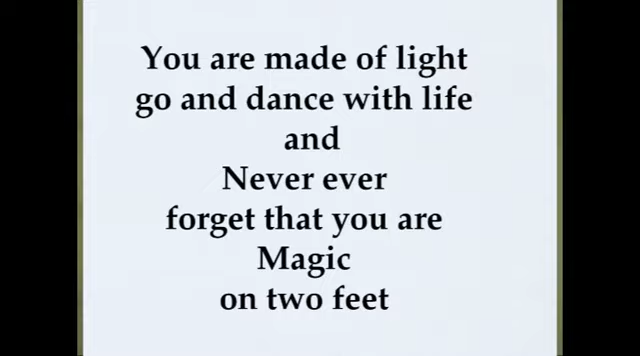 You are made of light
go and dance with life
and
Never ever
forget that you are
Magic
on two feet